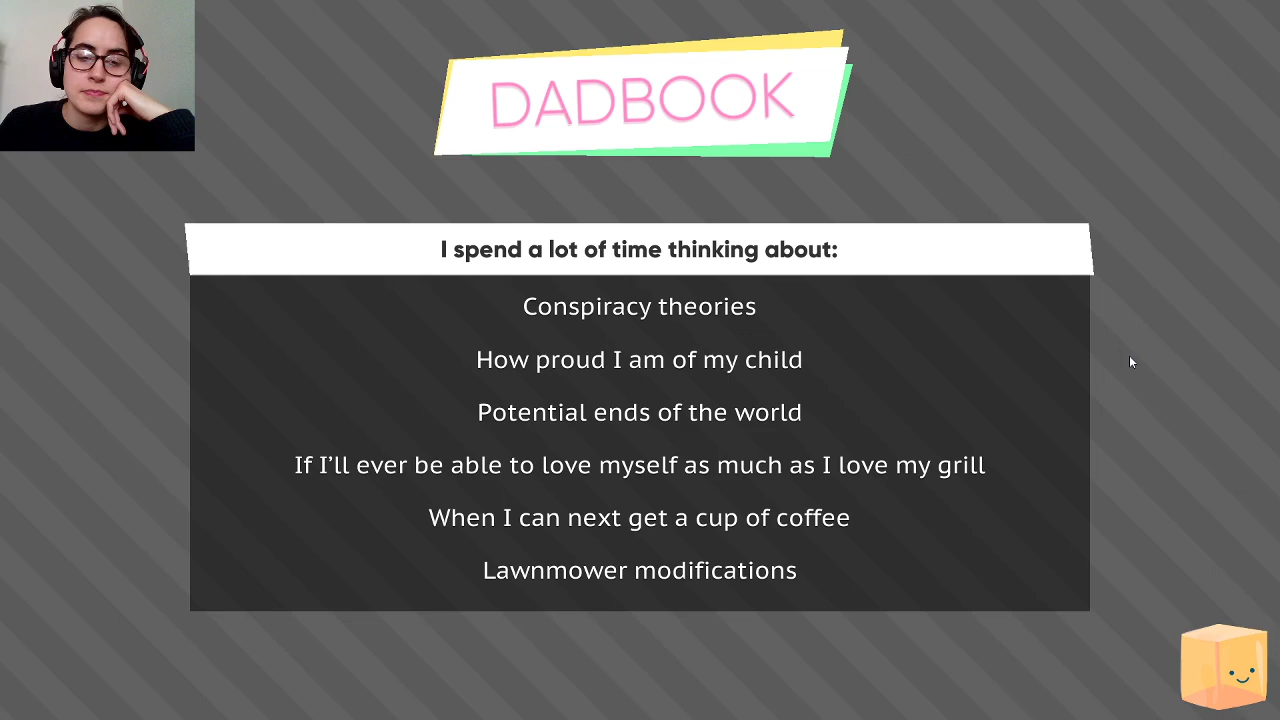 DADBOOK
I spend a lot of time thinking about:
Conspiracy theories
How proud I am of my child
Potential ends of the world
If I’ll ever be able to love myself as much as I love my grill
When I can next get a cup of coffee
Lawnmower modifications